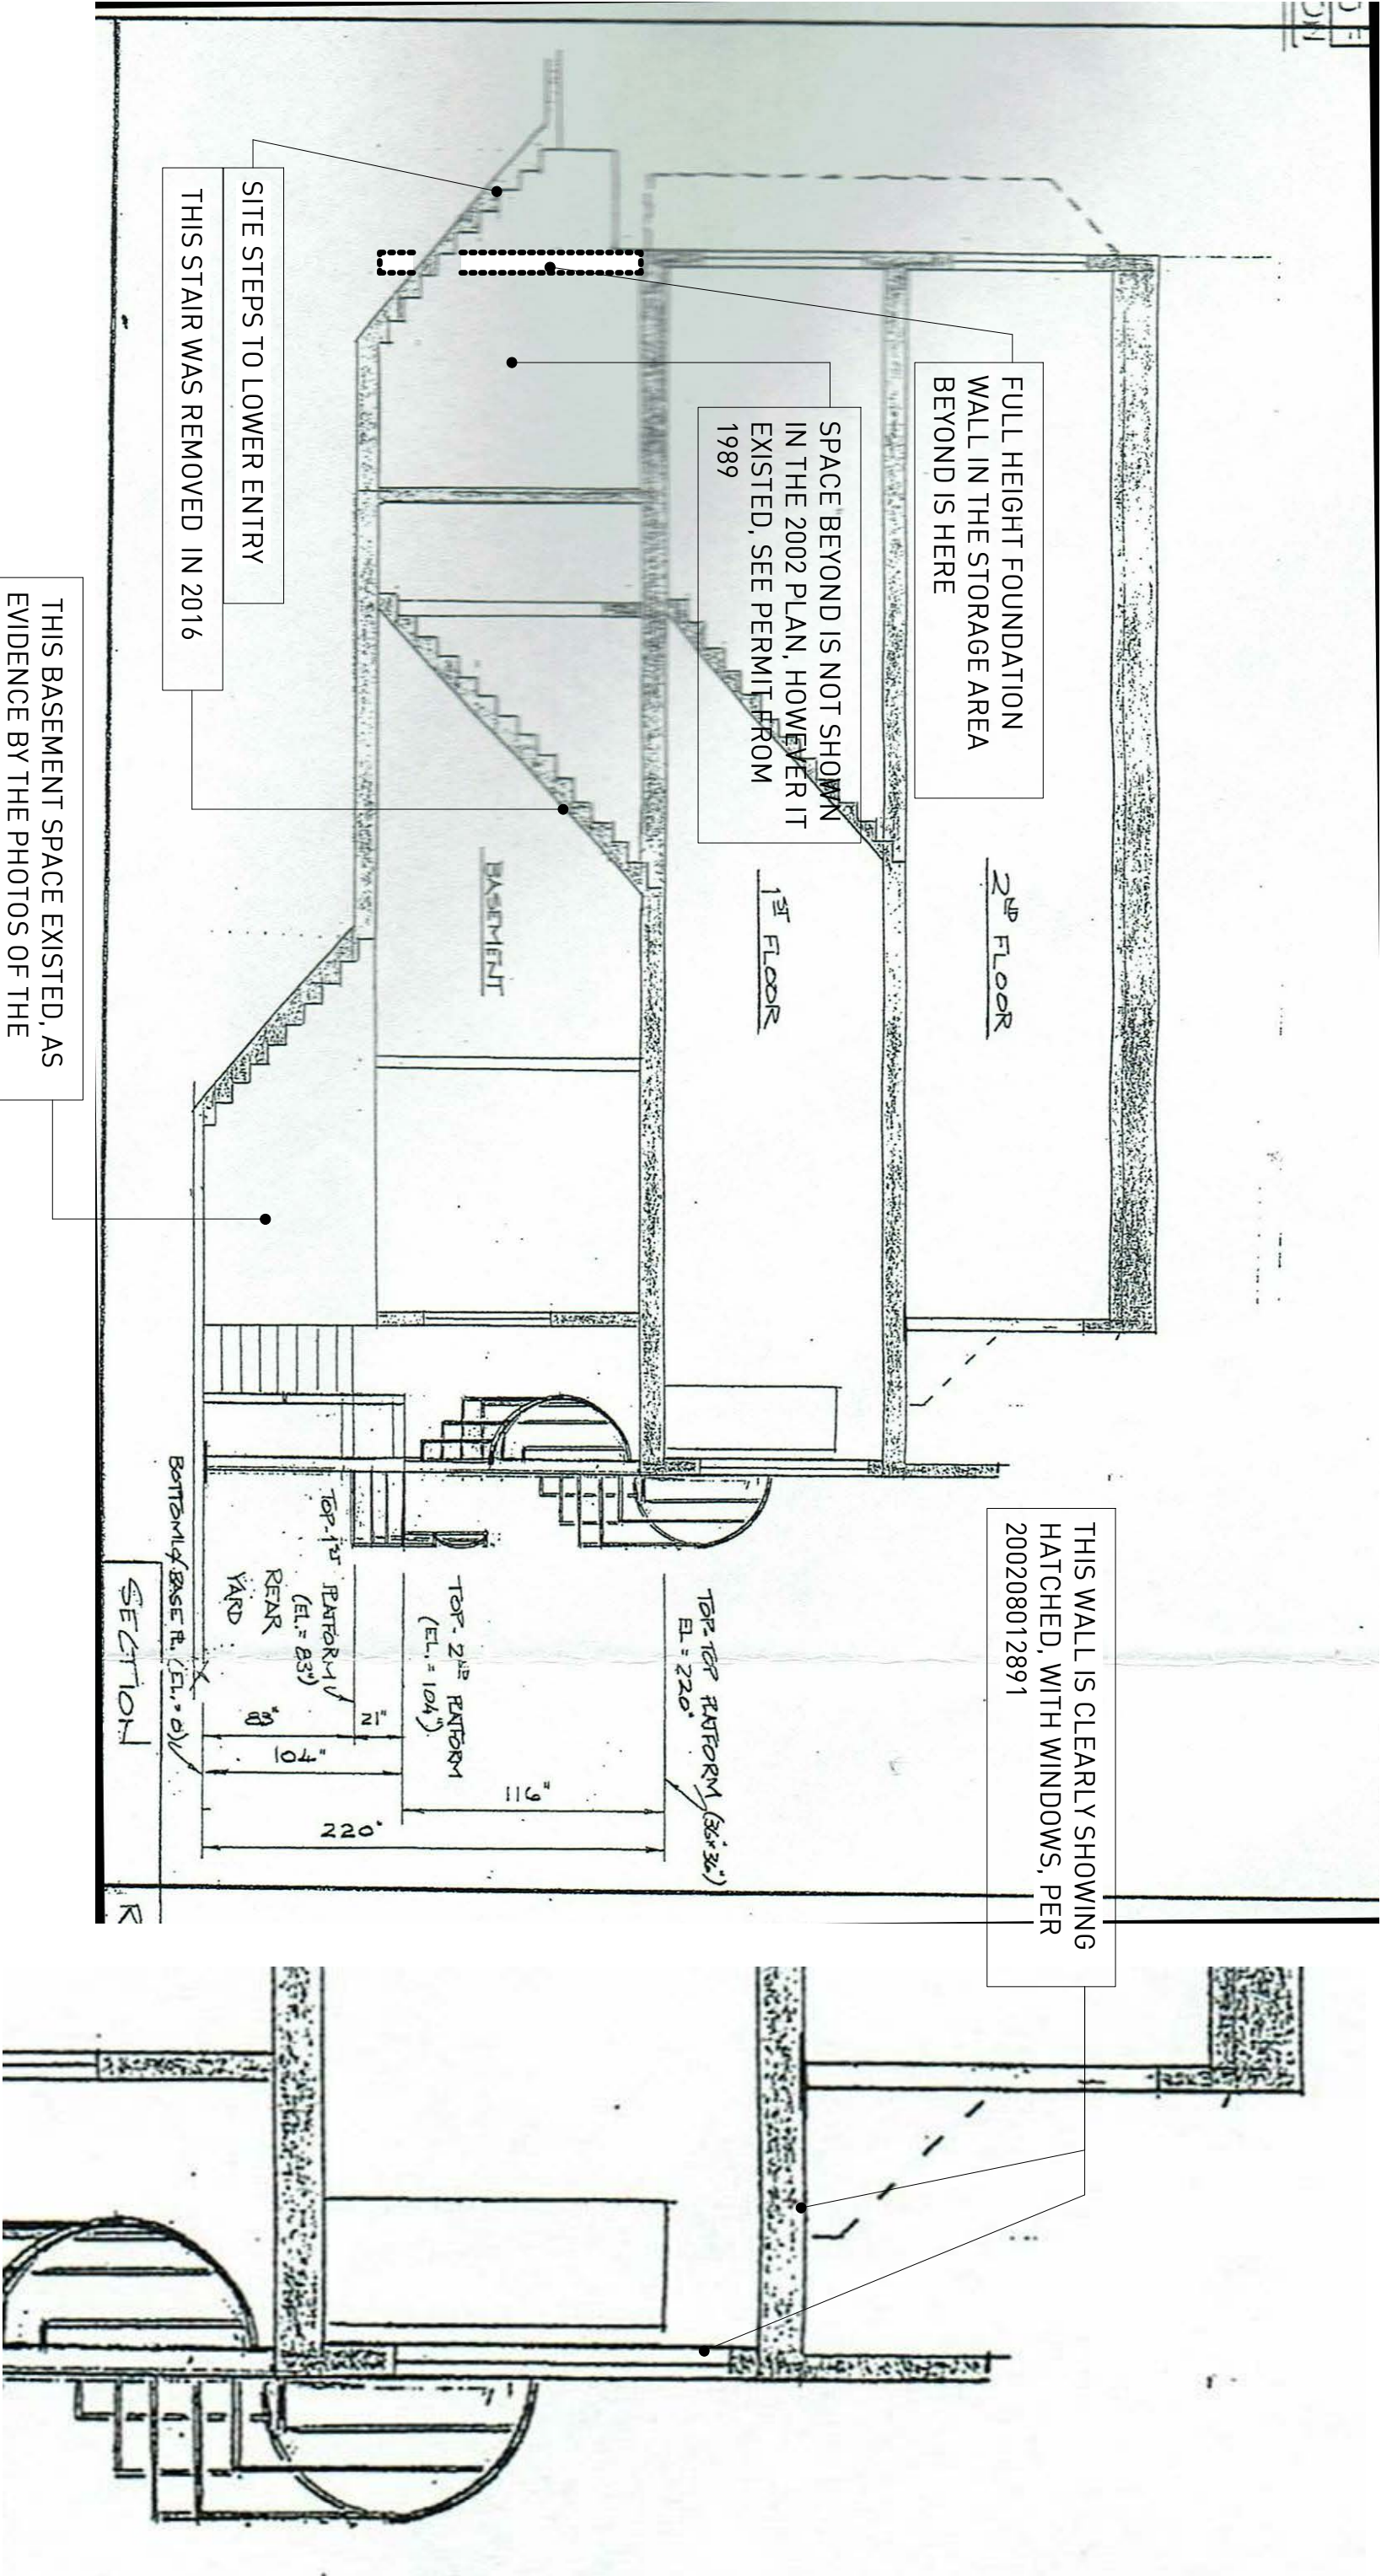 FULL HEIGHT FOUNDATION
WALL IN THE STORAGE AREA
BEYOND IS HERE
SPACE BEYOND IS NOT SHOWN
IN THE 2002 PLAN, HOWEVER IT
EXISTED, SEE PERMIT FROM
1989
2ND FLOOR
1ST FLOOR
BASEMENT
THIS WALL IS CLEARLY SHOWING
HATCHED, WITH WINDOWS, PER
200208012891
TOP-TOP PLATFORM (36"x36")
EL = 220"
TOP- 2ND PLATFORM
(EL. = 104")
TOP-1ST PLATFORM
(EL. = 83")
REAR
YARD
BOTTOM of BASE PL. (EL. = 0)
116"
21"
83"
104"
220"
SECTION
R
SITE STEPS TO LOWER ENTRY
THIS STAIR WAS REMOVED IN 2016
THIS BASEMENT SPACE EXISTED, AS
EVIDENCE BY THE PHOTOS OF THE